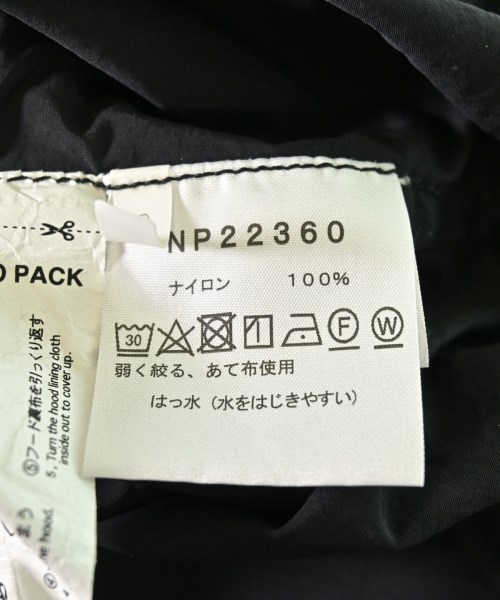 NP22360
ナイロン 100%
30
F
W
弱く絞る、あて布使用
はっ水（水をはじきやすい）
PACK
⑤フード裏布を引っくり返す
5. Turn the hood lining cloth
inside out to cover up.
the hood.